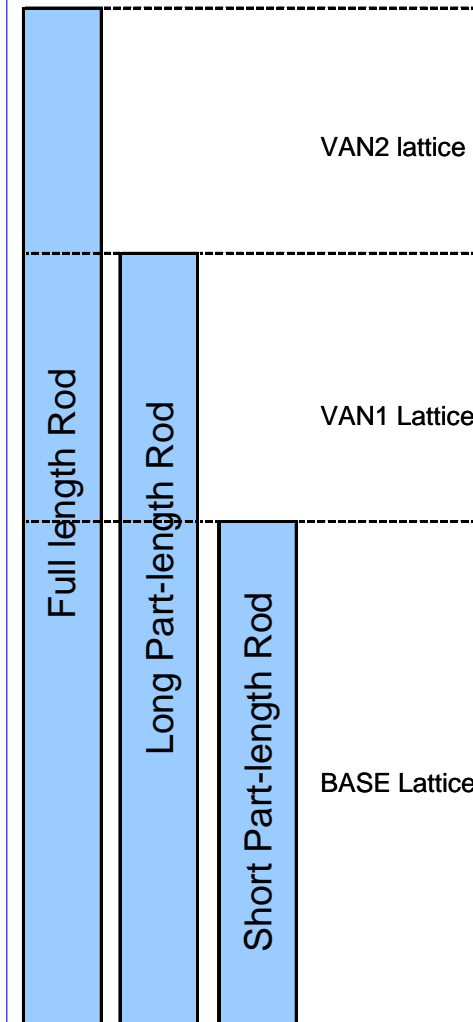 VAN2 lattice
VAN1 Lattice
BASE Lattice
Full length Rod
Long Part-length Rod
Short Part-length Rod